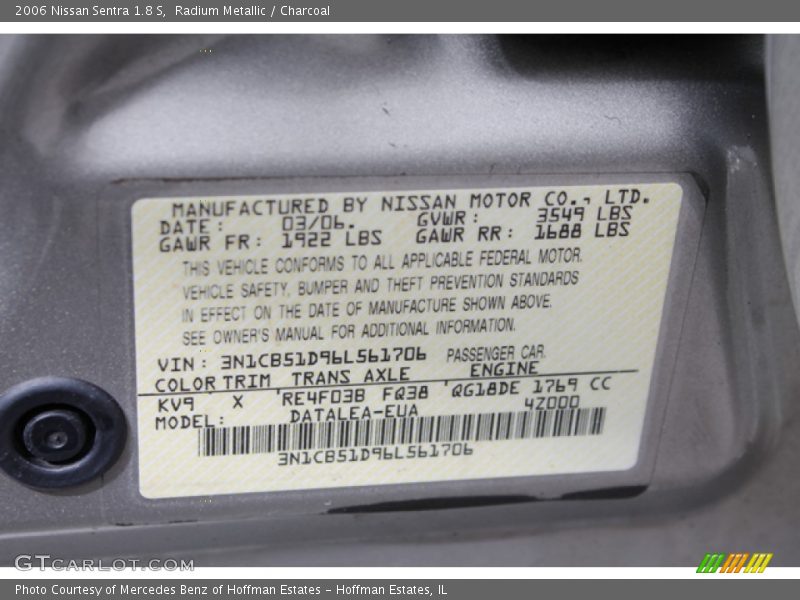 2006 Nissan Sentra 1.8 S, Radium Metallic / Charcoal
MANUFACTURED BY NISSAN MOTOR CO., LTD.
DATE: 03/06. GVWR: 3549 LBS
GAWR FR: 1922 LBS GAWR RR: 1688 LBS
THIS VEHICLE CONFORMS TO ALL APPLICABLE FEDERAL MOTOR
VEHICLE SAFETY, BUMPER AND THEFT PREVENTION STANDARDS
IN EFFECT ON THE DATE OF MANUFACTURE SHOWN ABOVE.
SEE OWNER'S MANUAL FOR ADDITIONAL INFORMATION.
VIN: 3N1CB51D96L561706 PASSENGER CAR
COLOR TRIM TRANS AXLE ENGINE
KV9 X RE4F03B FQ38 QG18DE 1769 CC
MODEL: DATALEA-EUA 4Z000
3N1CB51D96L561706
GTCARLOT.COM
Photo Courtesy of Mercedes Benz of Hoffman Estates - Hoffman Estates, IL